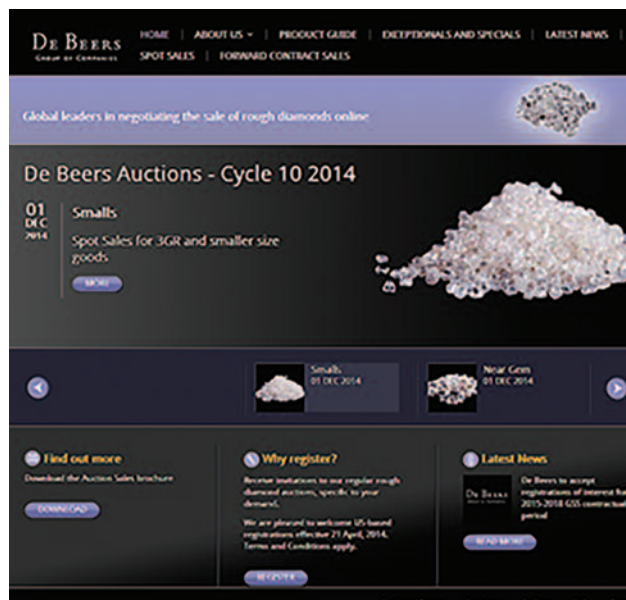 DE BEERS
GROUP OF COMPANIES
HOME | ABOUT US | PRODUCT GUIDE | EXCEPTIONALS AND SPECIALS | LATEST NEWS |
SPOT SALES | FORWARD CONTRACT SALES
Global leaders in negotiating the sale of rough diamonds online
De Beers Auctions - Cycle 10 2014
01
DEC
2014
Smalls
Spot Sales for 3GR and smaller size
goods
MORE
Smalls
01 DEC 2014
Near Gem
01 DEC 2014
Find out more
Download the Auction Sales brochure
DOWNLOAD
Why register?
Receive invitations to our regular rough
diamond auctions, specific to your
demand.
We are pleased to welcome US-based
registrations effective 21 April, 2014.
Terms and Conditions apply.
REGISTER
Latest News
DE BEERS
De Beers to accept
registrations of interest for
2015-2018 GSS contractual
period
READ MORE